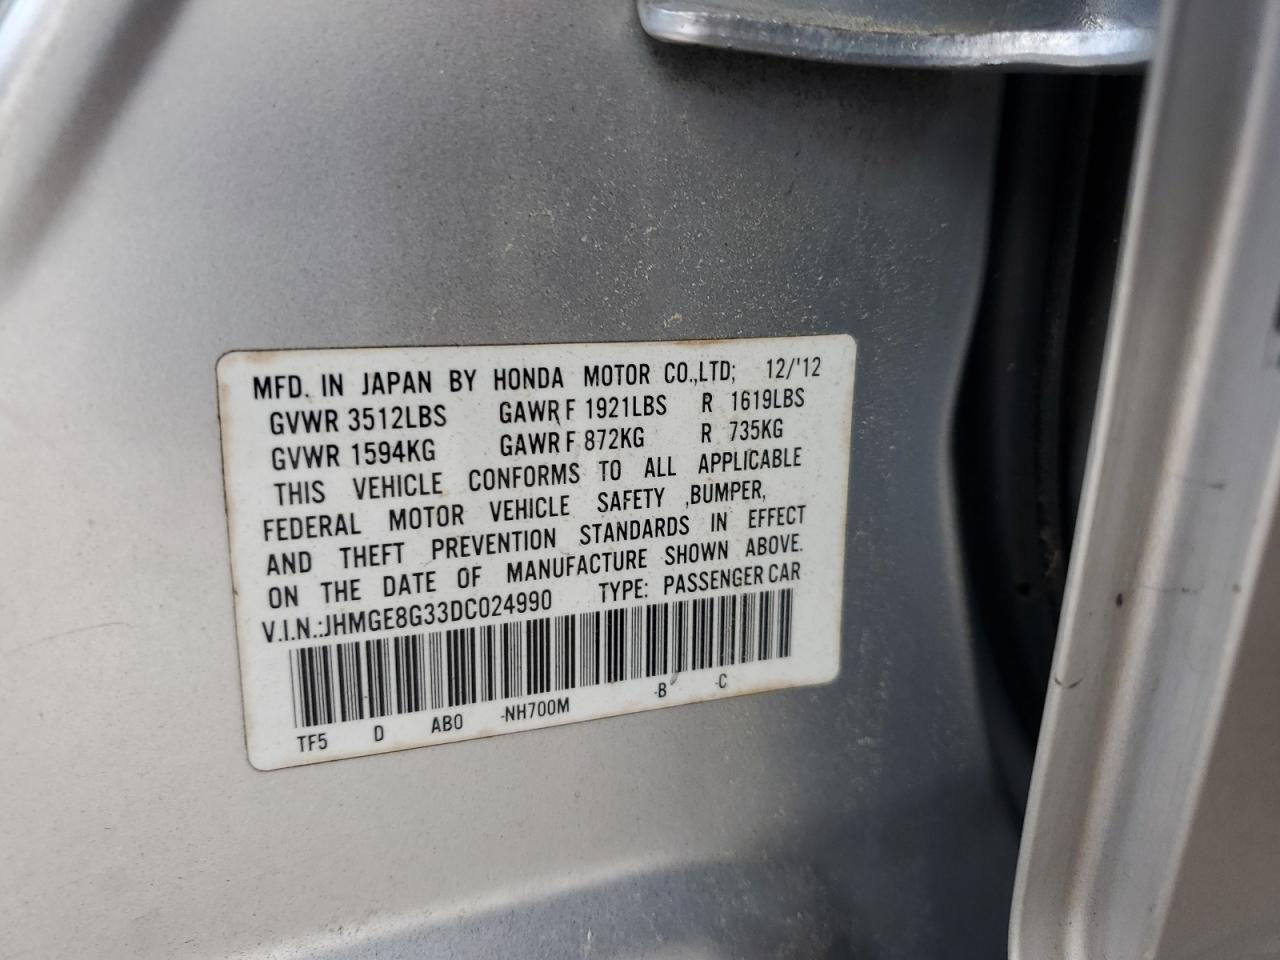 MFD. IN JAPAN BY HONDA MOTOR CO.,LTD; 12/'12
GVWR 3512LBS GAWR F 1921LBS R 1619LBS
GVWR 1594KG GAWR F 872KG R 735KG
THIS VEHICLE CONFORMS TO ALL APPLICABLE
FEDERAL MOTOR VEHICLE SAFETY ,BUMPER,
AND THEFT PREVENTION STANDARDS IN EFFECT
ON THE DATE OF MANUFACTURE SHOWN ABOVE.
V.I.N.:JHMGE8G33DC024990 TYPE: PASSENGER CAR
TF5 D AB0 -NH700M -B -C